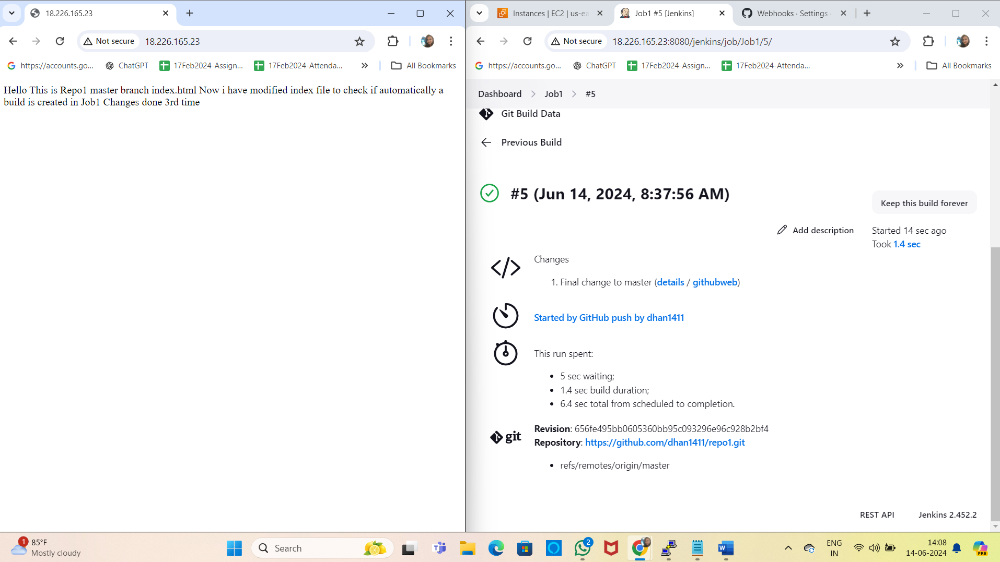 18.226.165.23
Not secure 18.226.165.23
https://accounts.go... ChatGPT 17Feb2024-Assign... 17Feb2024-Attenda... » All Bookmarks
Hello This is Repo1 master branch index.html Now i have modified index file to check if automatically a
build is created in Job1 Changes done 3rd time
Instances | EC2 | us-ea Job1 #5 [Jenkins] Webhooks · Settings ·
Not secure 18.226.165.23:8080/jenkins/job/Job1/5/
https://accounts.go... ChatGPT 17Feb2024-Assign... 17Feb2024-Attenda... » All Bookmarks
Dashboard > Job1 > #5
Git Build Data
Previous Build
#5 (Jun 14, 2024, 8:37:56 AM)
Keep this build forever
Add description
Started 14 sec ago
Took 1.4 sec
Changes
1. Final change to master (details / githubweb)
Started by GitHub push by dhan1411
This run spent:
• 5 sec waiting;
• 1.4 sec build duration;
• 6.4 sec total from scheduled to completion.
git
Revision: 656fe495bb0605360bb95c093296e96c928b2bf4
Repository: https://github.com/dhan1411/repo1.git
• refs/remotes/origin/master
REST API Jenkins 2.452.2
1
85°F
Mostly cloudy
Search
2
ENG
IN
14:08
14-06-2024
PRE